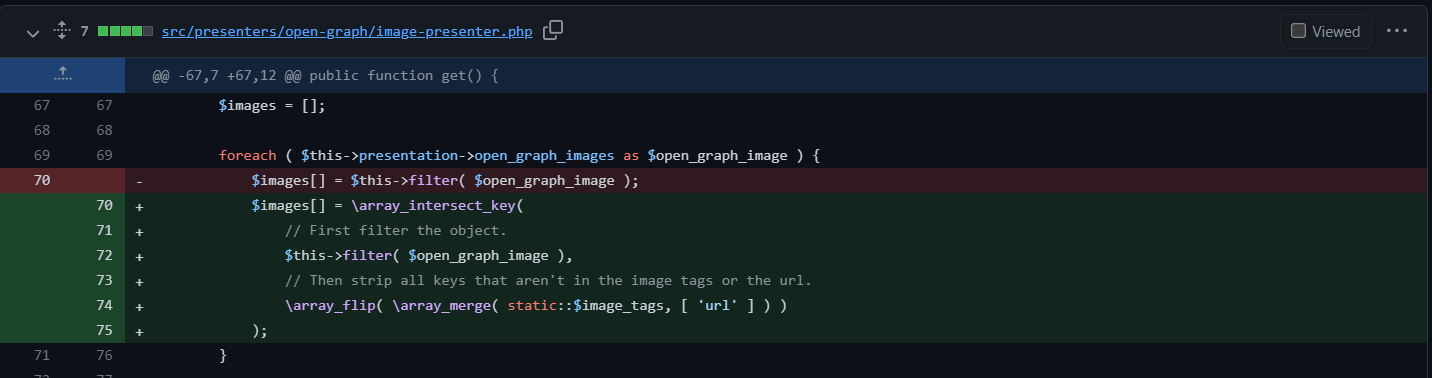 7 src/presenters/open-graph/image-presenter.php Viewed
@@ -67,7 +67,12 @@ public function get() {
67 67 $images = [];
68 68
69 69 foreach ( $this->presentation->open_graph_images as $open_graph_image ) {
70 - $images[] = $this->filter( $open_graph_image );
70 + $images[] = \array_intersect_key(
71 + // First filter the object.
72 + $this->filter( $open_graph_image ),
73 + // Then strip all keys that aren't in the image tags or the url.
74 + \array_flip( \array_merge( static::$image_tags, [ 'url' ] ) )
75 + );
71 76 }